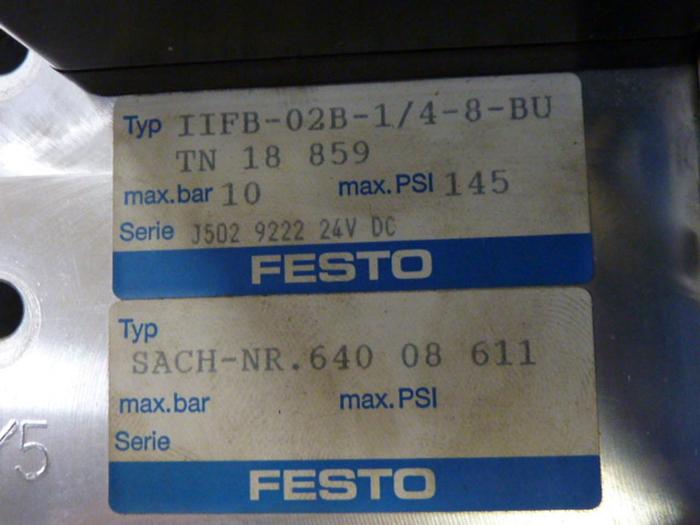 Typ IIFB-02B-1/4-8-BU
TN 18 859
max.bar 10 max.PSI 145
Serie J502 9222 24V DC
FESTO
Typ
SACH-NR.640 08 611
max.bar max.PSI
Serie
FESTO
5